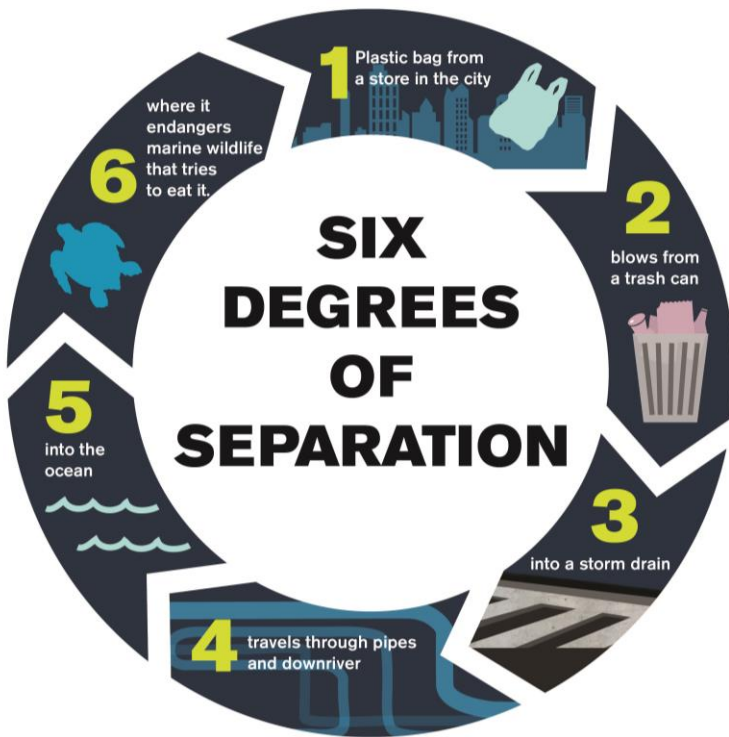 SIX
DEGREES
OF
SEPARATION
1
Plastic bag from
a store in the city
2
blows from
a trash can
3
into a storm drain
4
travels through pipes
and downriver
5
into the
ocean
6
where it
endangers
marine wildlife
that tries
to eat it.